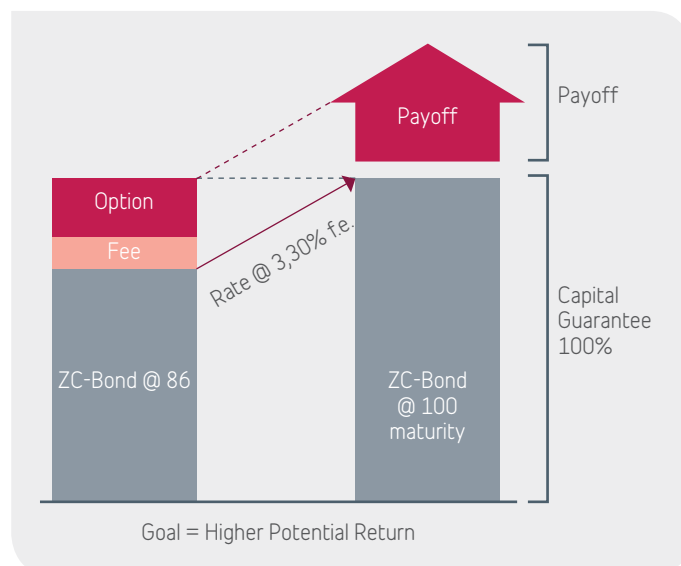 Payoff
Payoff
Option
Fee
Rate @ 3,30% f.e.
Capital
Guarantee
100%
ZC-Bond @ 86
ZC-Bond
@ 100
maturity
Goal = Higher Potential Return